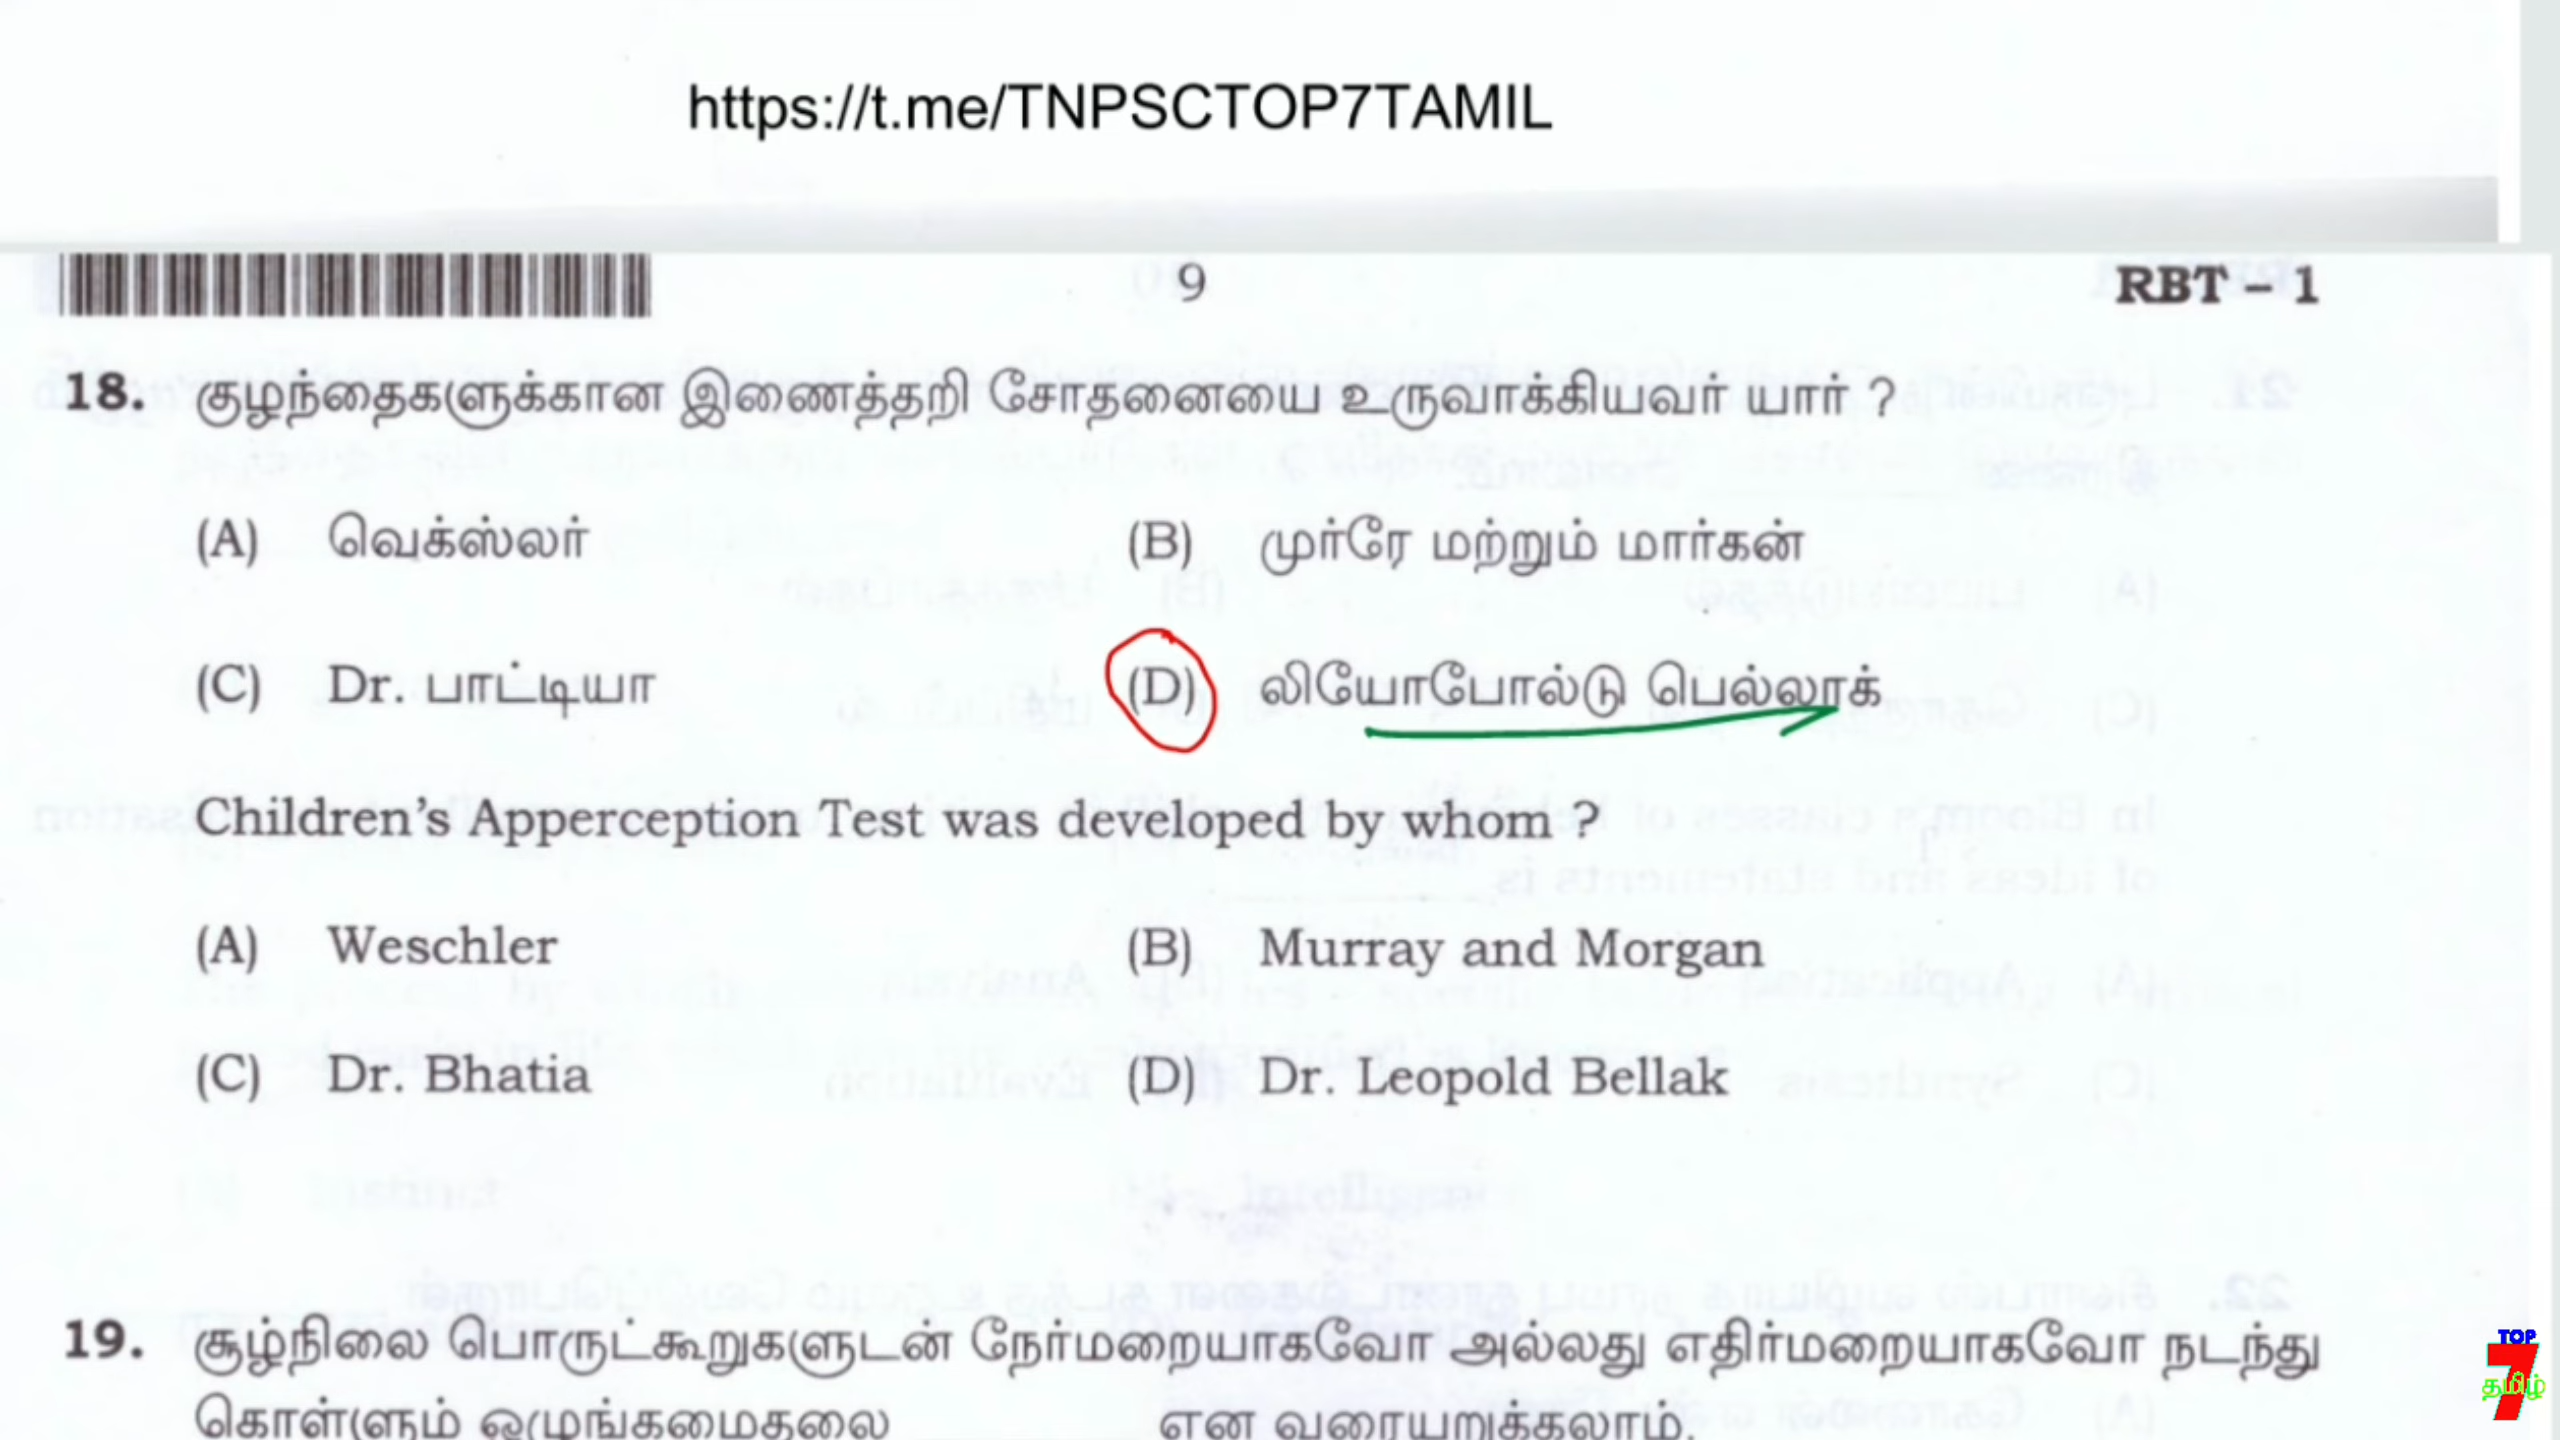 https://t.me/TNPSCTOP7TAMIL
9
RBT – 1
18. குழந்தைகளுக்கான இணைத்தறி சோதனையை உருவாக்கியவர் யார் ?
(A) வெக்ஸ்லர் (B) முர்ரே மற்றும் மார்கன்
(C) Dr. பாட்டியா (D) லியோபோல்டு பெல்லாக்
Children's Apperception Test was developed by whom ?
(A) Weschler (B) Murray and Morgan
(C) Dr. Bhatia (D) Dr. Leopold Bellak
19. சூழ்நிலை பொருட்கூறுகளுடன் நேர்மறையாகவோ அல்லது எதிர்மறையாகவோ நடந்து
கொள்ளும் ஒழுங்கமைதலை ________ என வரையறுக்கலாம்.
TOP
7
தமிழ்